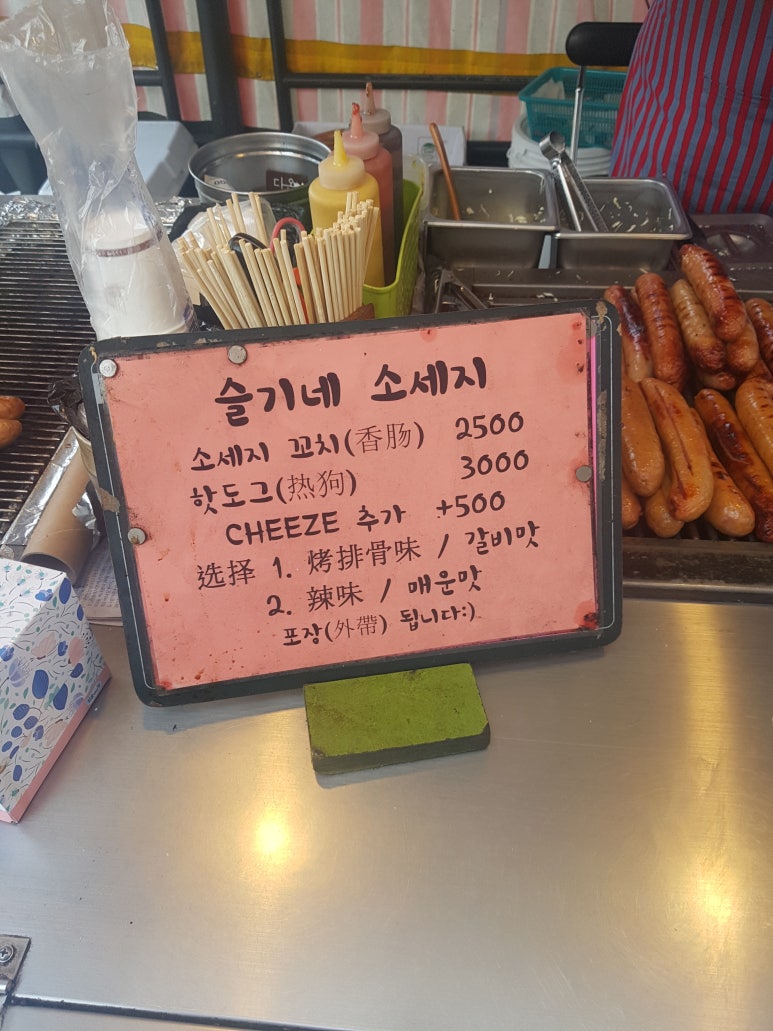 슬기네 소세지
소세지 꼬치(香肠) 2500
핫도그(热狗) 3000
CHEEZE 추가 +500
选择 1. 烤排骨味 / 갈비맛
2. 辣味 / 매운맛
포장(外帶) 됩니다:)